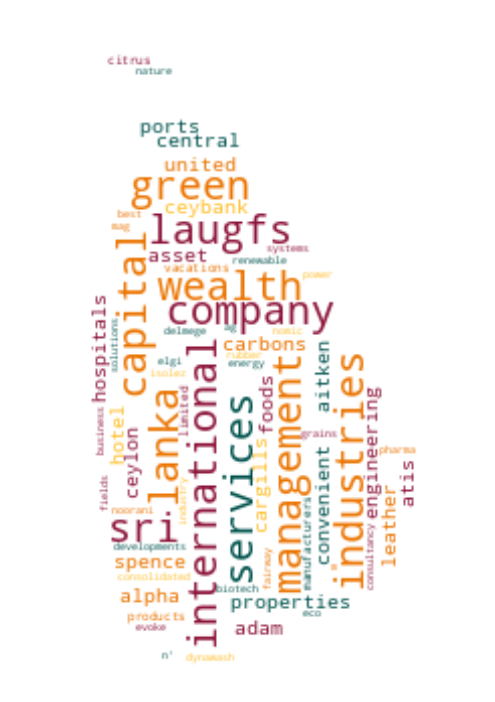 citrus
nature
ports
central
united
green
ceybank
best
mag
laugfs
systems
asset
renewable
vacations
power
wealth
capital
company
hospitals
solutions
delmege
ag
nomic
carbons
rubber
energy
elgi
isolez
aitken
industries
international
management
lanka
limited
services
foods
engineering
business
hotel
ceylon
cargills
grains
convenient
pharma
atis
leather
fields
noorani
industry
manufacturers
sri
developments
consultancy
spence
fairway
consolidated
biotech
alpha
properties
eco
products
evoke
adam
n'
dynawash